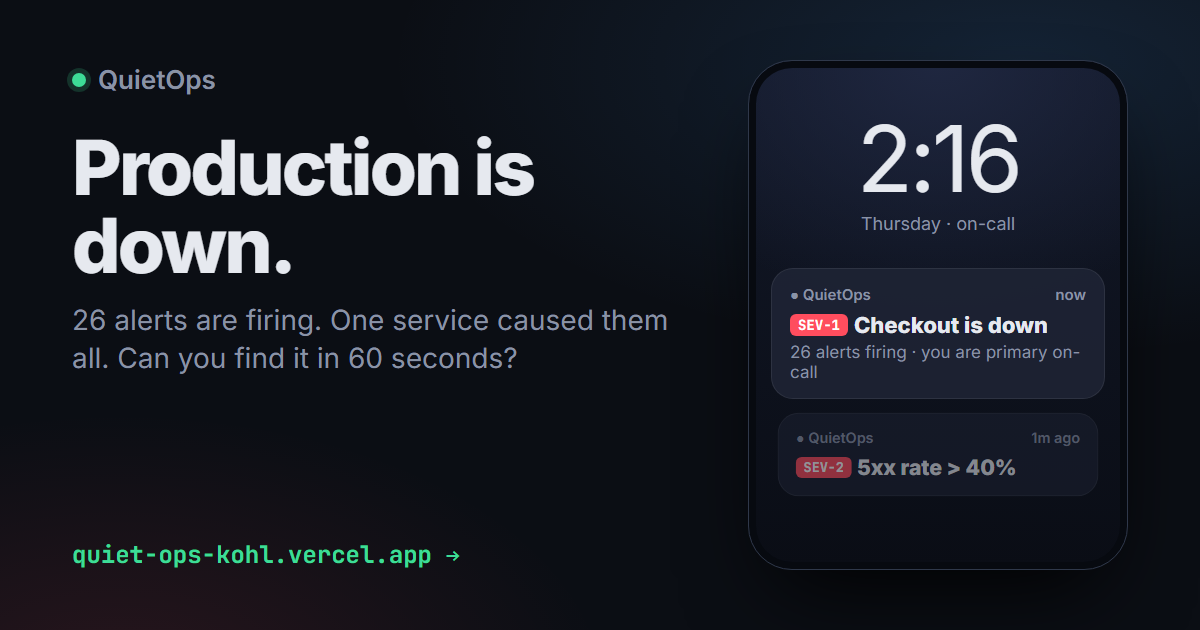 QuietOps
Production is
down.
26 alerts are firing. One service caused them
all. Can you find it in 60 seconds?
quiet-ops-kohl.vercel.app →
2:16
Thursday · on-call
• QuietOps now
SEV-1 Checkout is down
26 alerts firing · you are primary on-
call
• QuietOps 1m ago
SEV-2 5xx rate > 40%